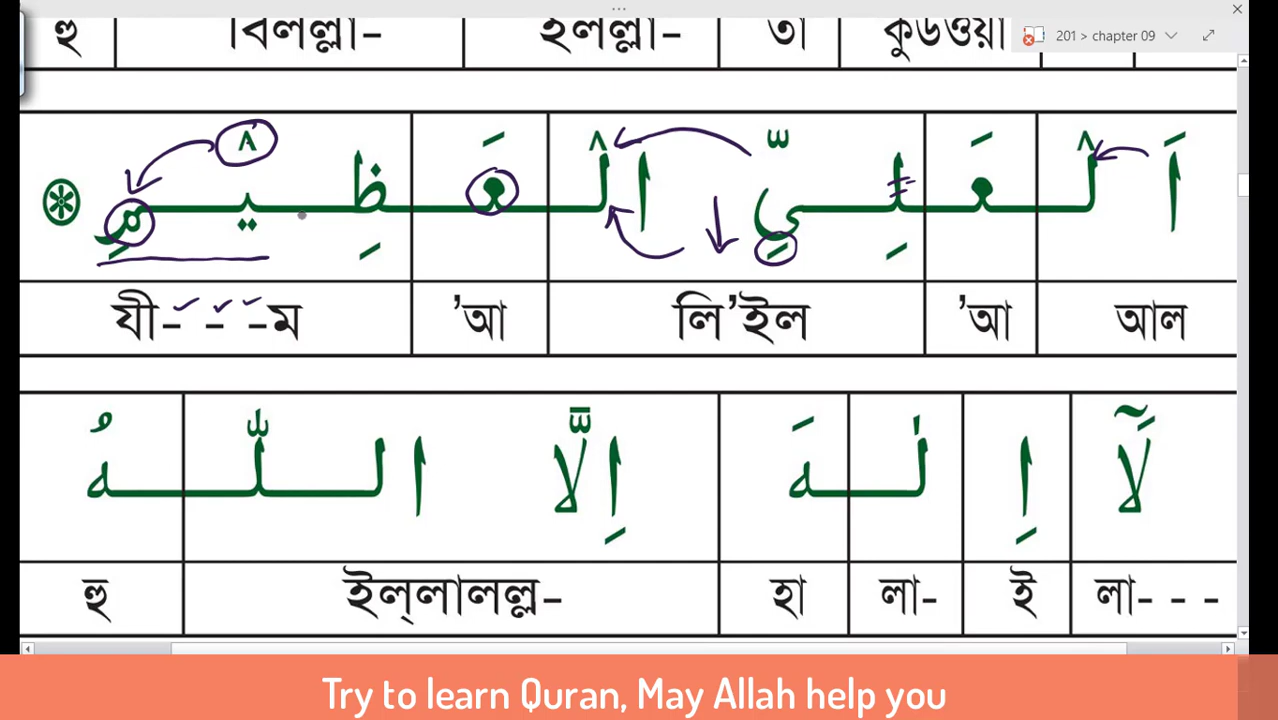 201 > chapter 09
হু বিলল্লা- হলল্লা- তা কুওওয়া
اَلْعَلِيِّ الْعَظِيْمِ
যী- - -ম ’আ লি’ইল ’আ আল
لَآ اِلٰهَ اِلَّا اللّٰهُ
হু ইল্‌লালল্ল- হা লা- ই লা- - -
Try to learn Quran, May Allah help you